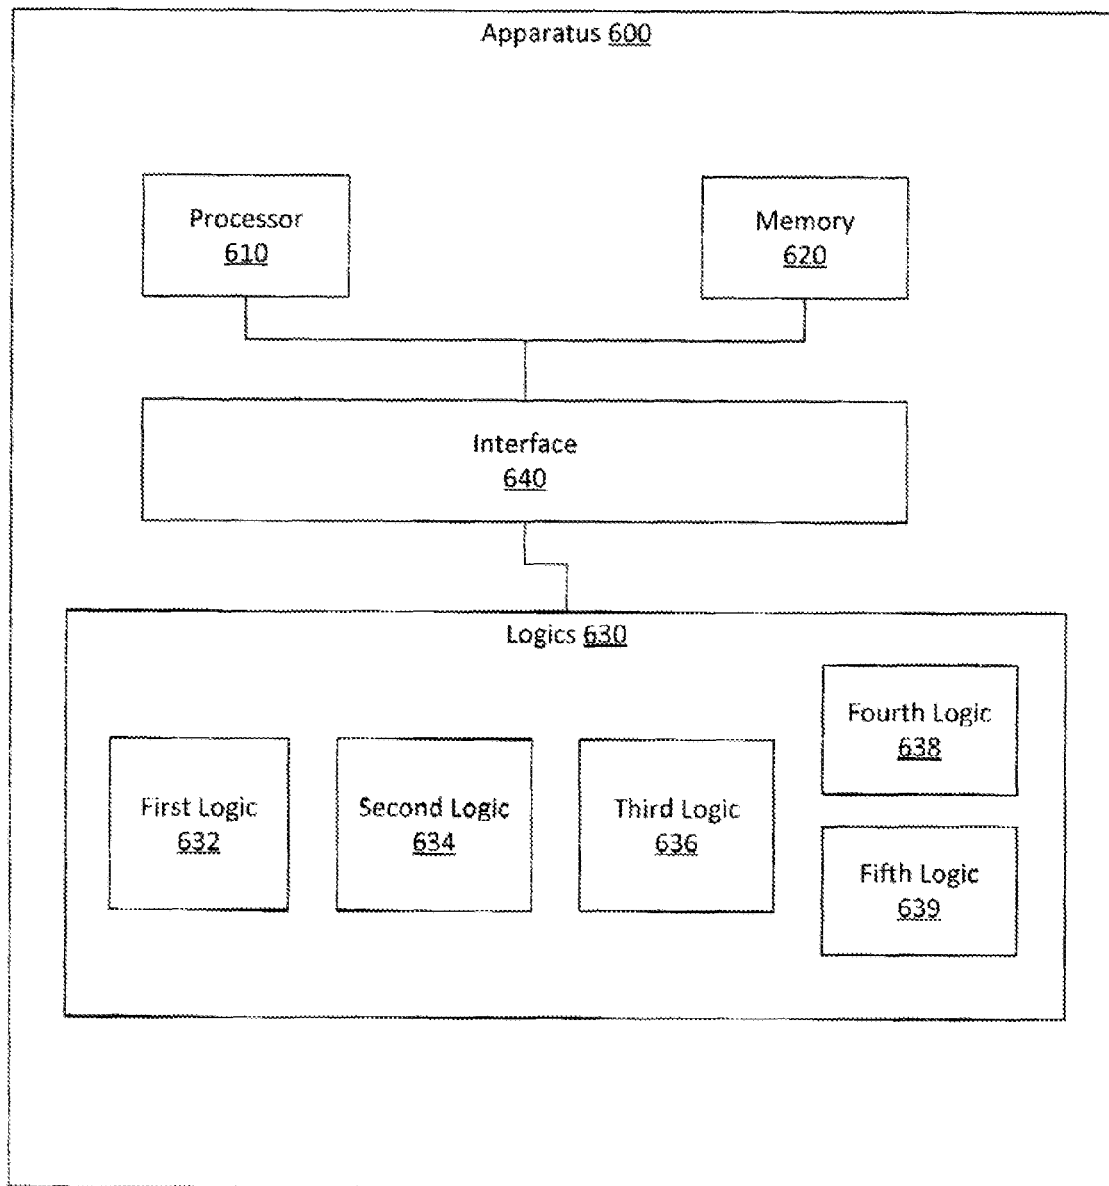 Apparatus 600
Processor
610
Memory
620
Interface
640
Logics 630
First Logic
632
Second Logic
634
Third Logic
636
Fourth Logic
638
Fifth Logic
639